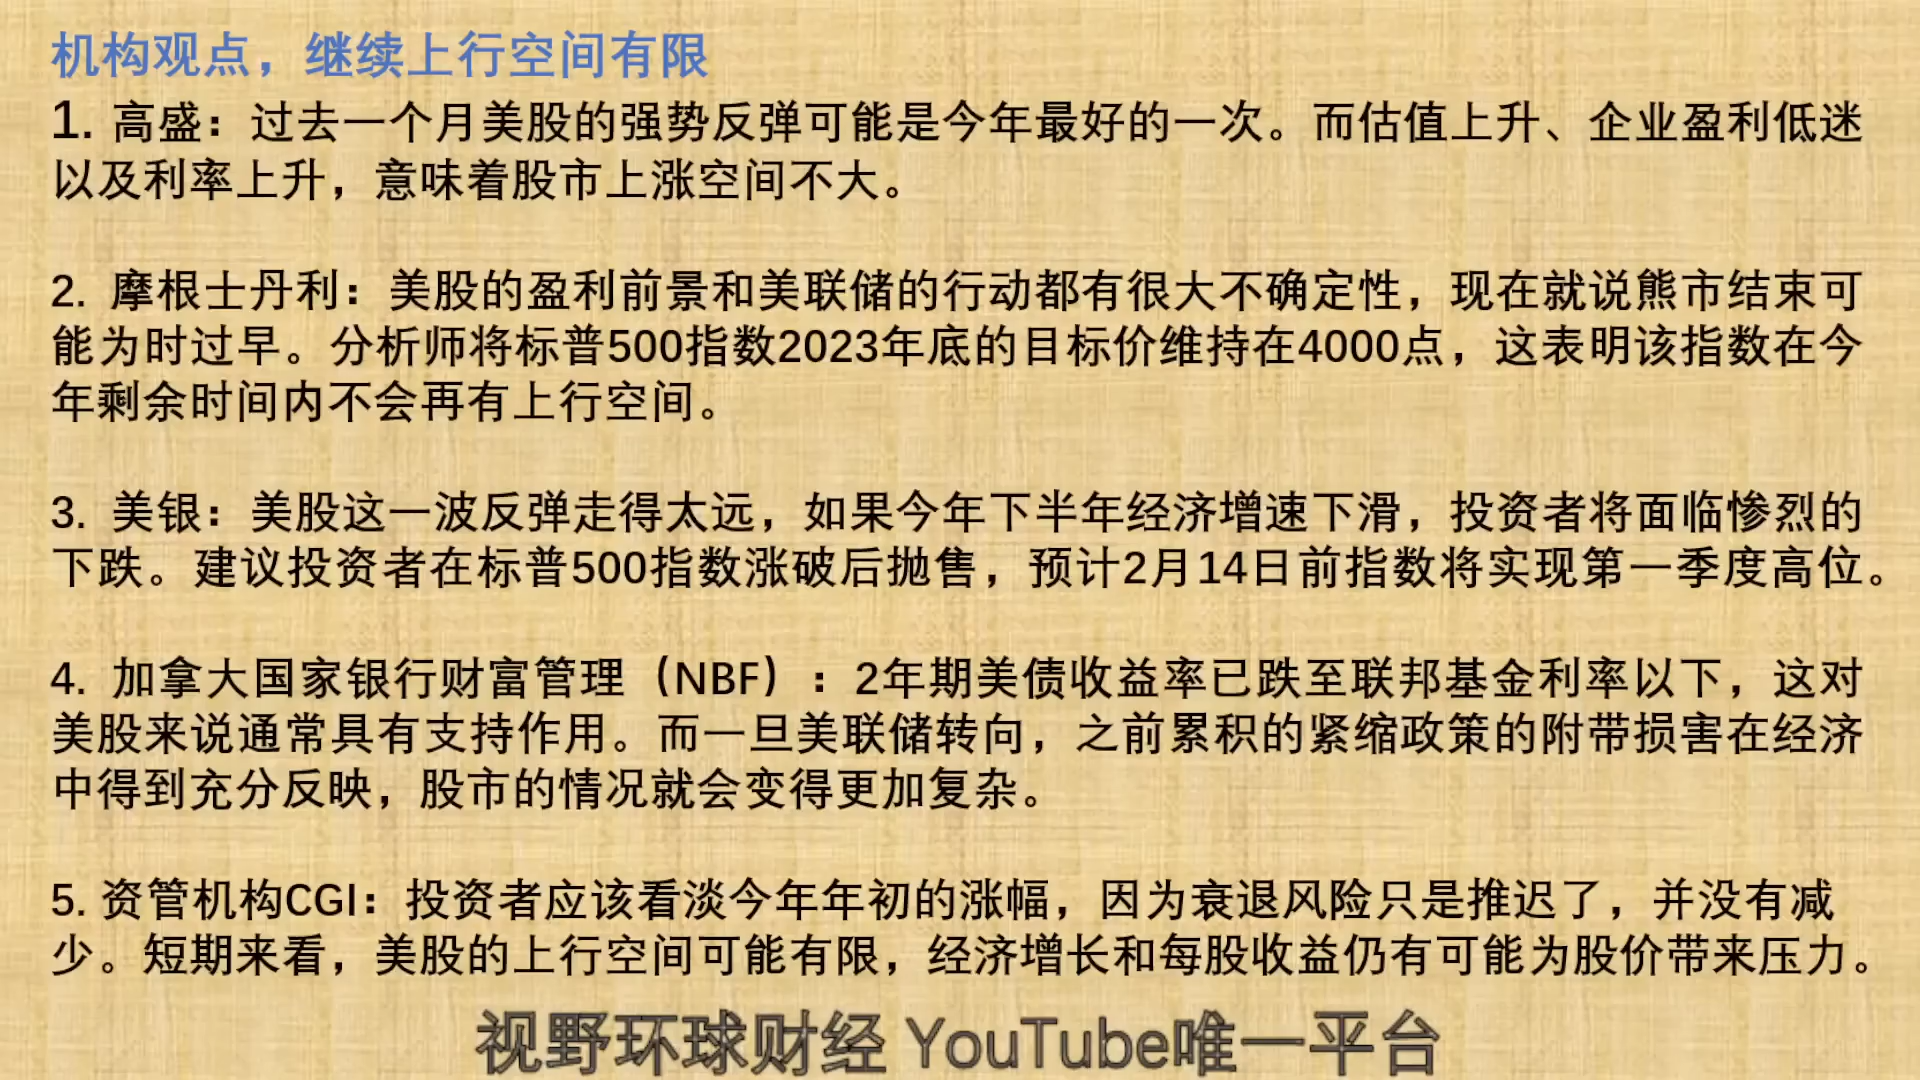 机构观点，继续上行空间有限
1. 高盛：过去一个月美股的强势反弹可能是今年最好的一次。而估值上升、企业盈利低迷
以及利率上升，意味着股市上涨空间不大。
2. 摩根士丹利：美股的盈利前景和美联储的行动都有很大不确定性，现在就说熊市结束可
能为时过早。分析师将标普500指数2023年底的目标价维持在4000点，这表明该指数在今
年剩余时间内不会再有上行空间。
3. 美银：美股这一波反弹走得太远，如果今年下半年经济增速下滑，投资者将面临惨烈的
下跌。建议投资者在标普500指数涨破后抛售，预计2月14日前指数将实现第一季度高位。
4. 加拿大国家银行财富管理（NBF）：2年期美债收益率已跌至联邦基金利率以下，这对
美股来说通常具有支持作用。而一旦美联储转向，之前累积的紧缩政策的附带损害在经济
中得到充分反映，股市的情况就会变得更加复杂。
5. 资管机构CGI：投资者应该看淡今年年初的涨幅，因为衰退风险只是推迟了，并没有减
少。短期来看，美股的上行空间可能有限，经济增长和每股收益仍有可能为股价带来压力。
视野环球财经 YouTube唯一平台